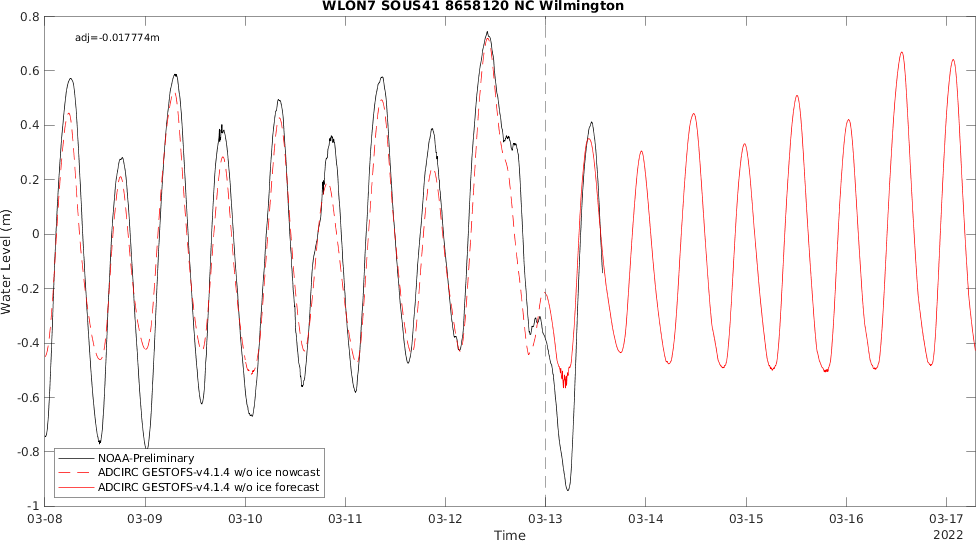 WLON7 SOUS41 8658120 NC Wilmington
adj=-0.017774m
0.8
0.6
0.4
0.2
0
-0.2
-0.4
-0.6
-0.8
-1
Water Level (m)
NOAA-Preliminary
ADCIRC GESTOFS-v4.1.4 w/o ice nowcast
ADCIRC GESTOFS-v4.1.4 w/o ice forecast
03-08 03-09 03-10 03-11 03-12 03-13 03-14 03-15 03-16 03-17
Time
2022